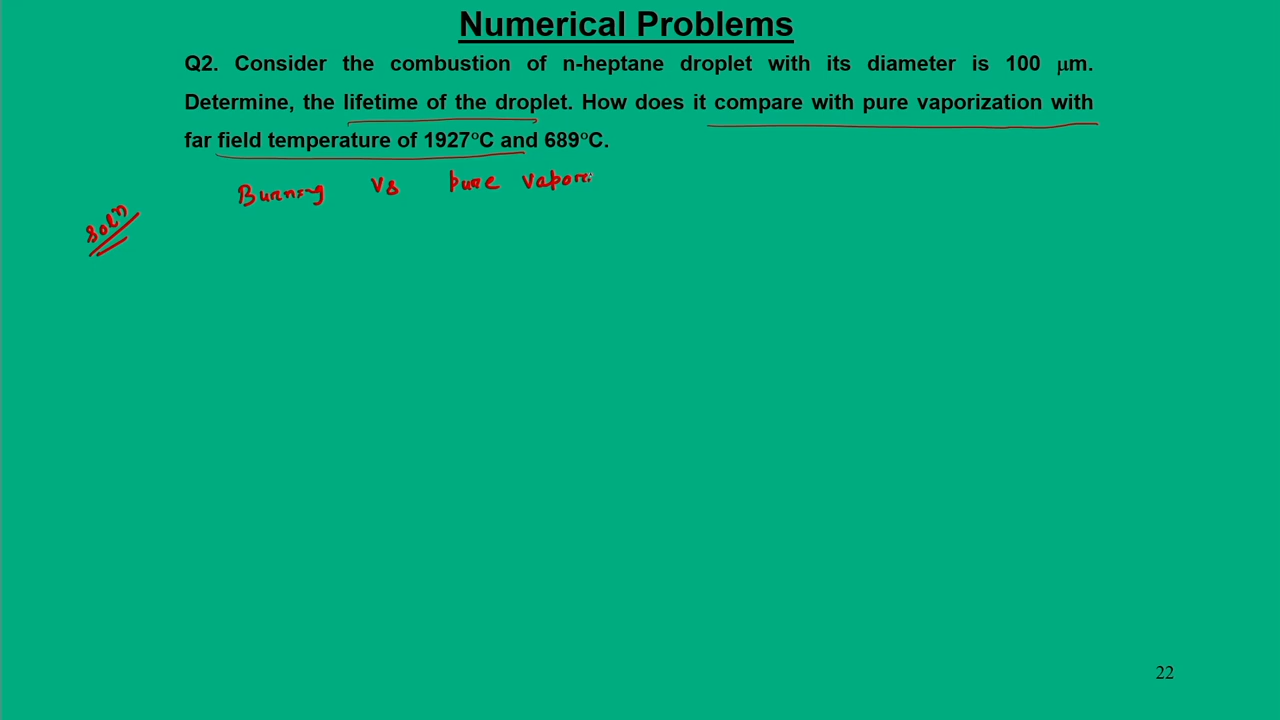 Numerical Problems
Q2. Consider the combustion of n-heptane droplet with its diameter is 100 μm.
Determine, the lifetime of the droplet. How does it compare with pure vaporization with
far field temperature of 1927°C and 689°C.
Burning Vs pure vapori
Solⁿ
22